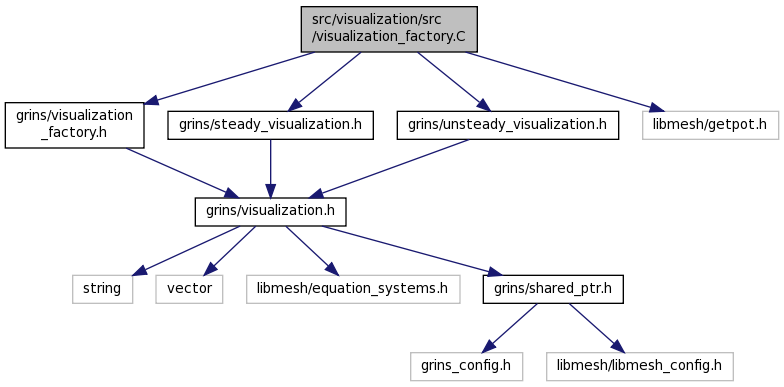 src/visualization/src
/visualization_factory.C
grins/visualization
_factory.h
grins/steady_visualization.h
grins/unsteady_visualization.h
libmesh/getpot.h
grins/visualization.h
string
vector
libmesh/equation_systems.h
grins/shared_ptr.h
grins_config.h
libmesh/libmesh_config.h